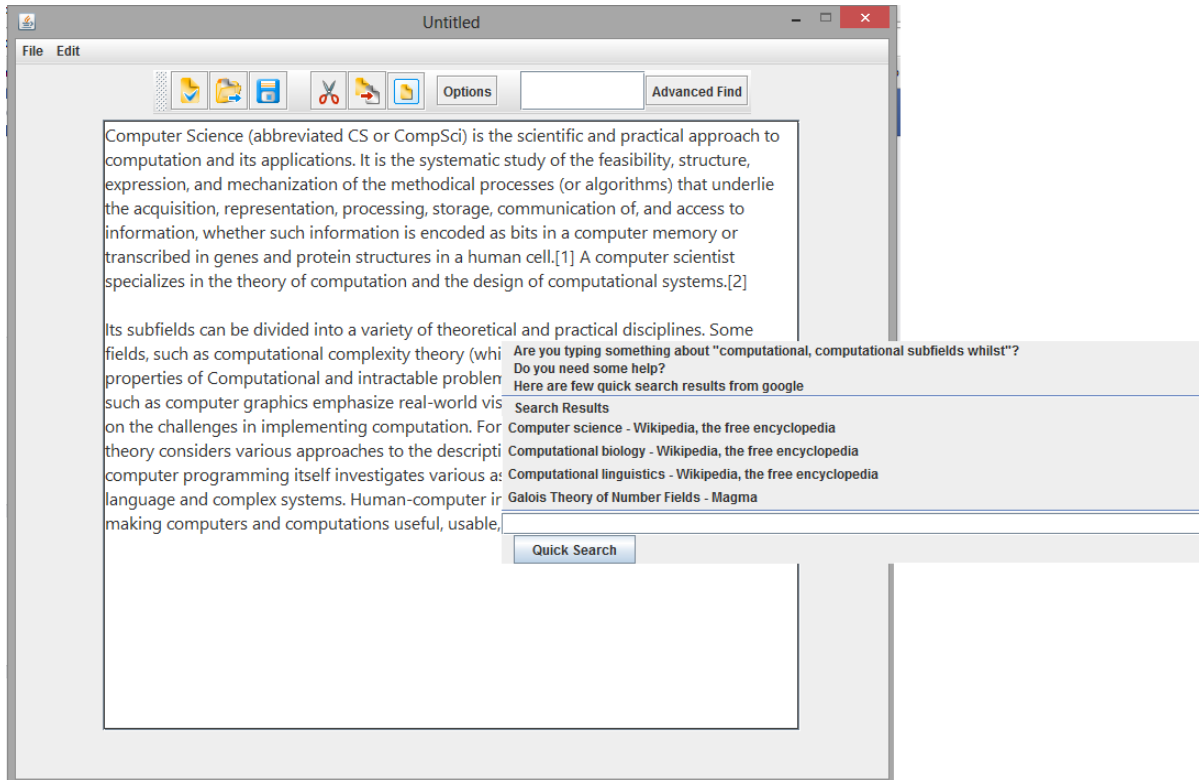 Untitled
File Edit
Options
Advanced Find
Computer Science (abbreviated CS or CompSci) is the scientific and practical approach to
computation and its applications. It is the systematic study of the feasibility, structure,
expression, and mechanization of the methodical processes (or algorithms) that underlie
the acquisition, representation, processing, storage, communication of, and access to
information, whether such information is encoded as bits in a computer memory or
transcribed in genes and protein structures in a human cell.[1] A computer scientist
specializes in the theory of computation and the design of computational systems.[2]
Its subfields can be divided into a variety of theoretical and practical disciplines. Some
fields, such as computational complexity theory (whi
properties of Computational and intractable problem
such as computer graphics emphasize real-world vis
on the challenges in implementing computation. For
theory considers various approaches to the descripti
computer programming itself investigates various as
language and complex systems. Human-computer in
making computers and computations useful, usable,
Are you typing something about "computational, computational subfields whilst"?
Do you need some help?
Here are few quick search results from google
Search Results
Computer science - Wikipedia, the free encyclopedia
Computational biology - Wikipedia, the free encyclopedia
Computational linguistics - Wikipedia, the free encyclopedia
Galois Theory of Number Fields - Magma
Quick Search